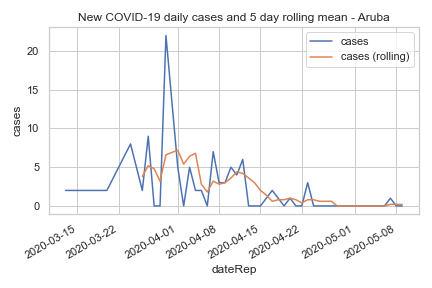 New COVID-19 daily cases and 5 day rolling mean - Aruba
cases
cases (rolling)
cases
20
15
10
5
0
2020-03-15
2020-03-22
2020-04-01
2020-04-08
2020-04-15
2020-04-22
2020-05-01
2020-05-08
dateRep